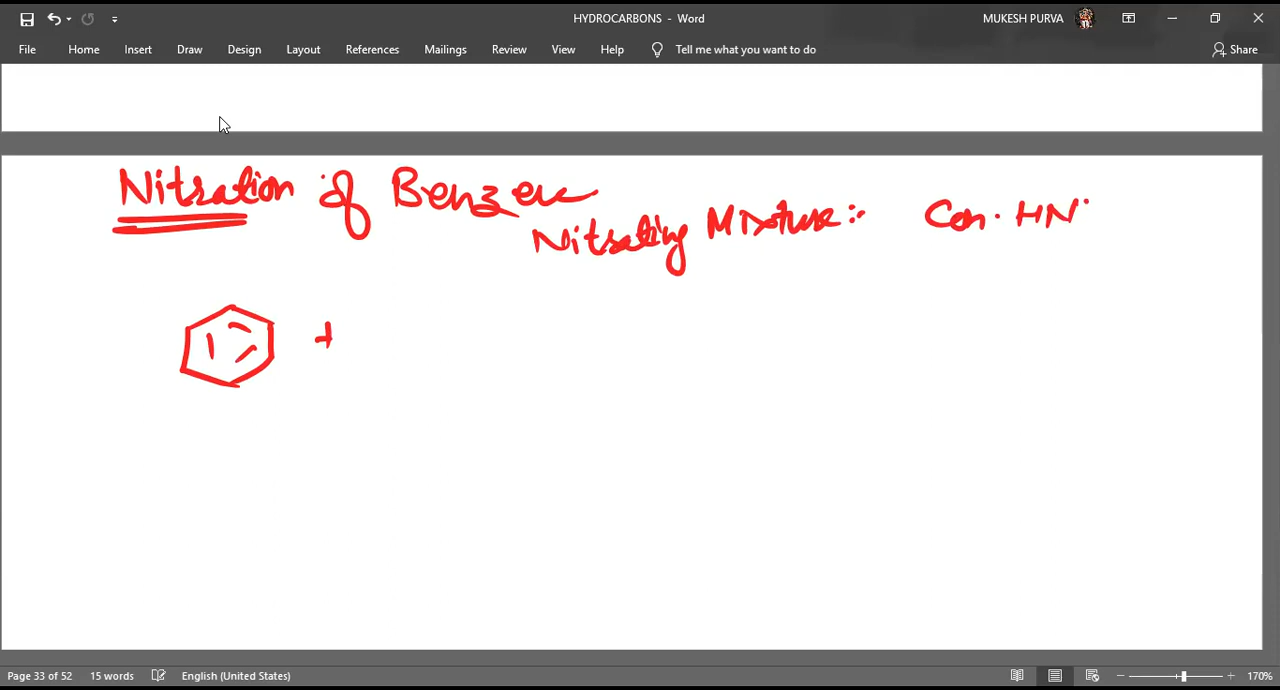 HYDROCARBONS - Word
MUKESH PURVA
File Home Insert Draw Design Layout References Mailings Review View Help Tell me what you want to do Share
Nitration of Benzene
Nitrating Mixture :- Con. HN
+
Page 33 of 52 15 words English (United States) 170%